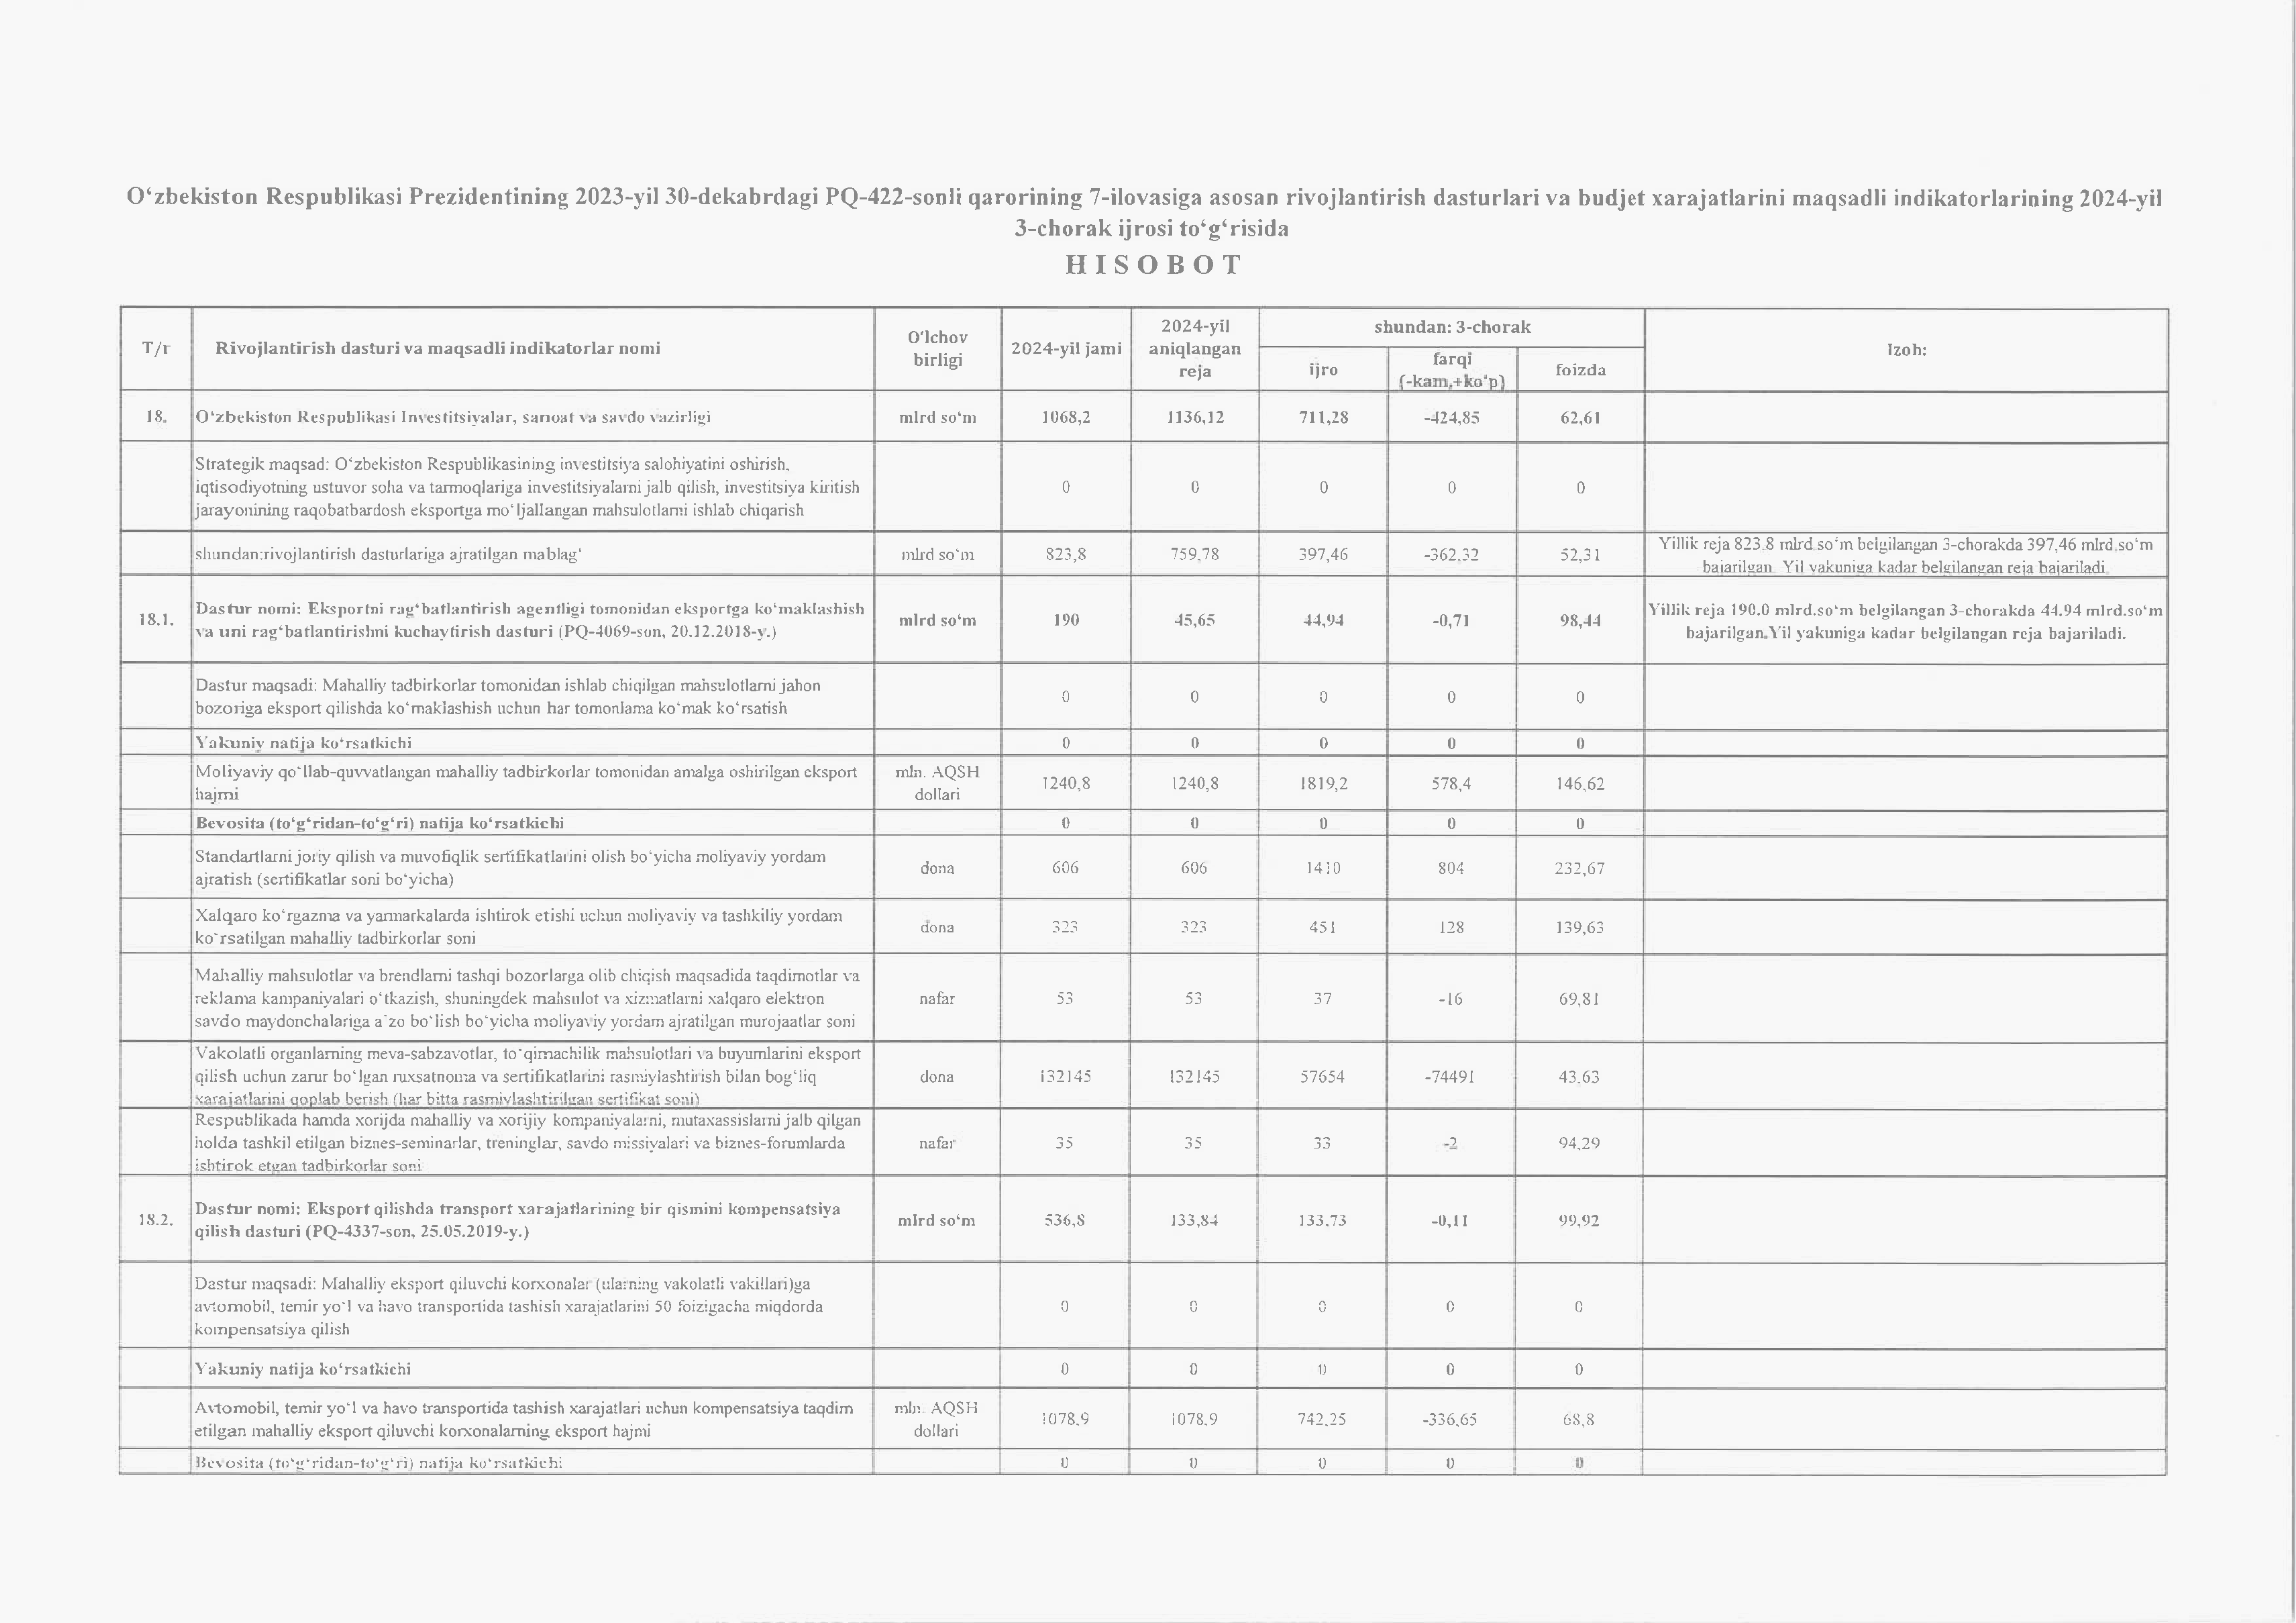 O‘zbekiston Respublikasi Prezidentining 2023-yil 30-dekabrdagi PQ-422-sonli qarorining 7-ilovasiga asosan rivojlantirish dasturlari va budjet xarajatlarini maqsadli indikatorlarining 2024-yil
3-chorak ijrosi to‘g‘risida
H I S O B O T
T/r Rivojlantirish dasturi va maqsadli indikatorlar nomi O‘lchov birligi 2024-yil jami 2024-yil aniqlangan reja shundan: 3-chorak Izoh:
ijro farqi (-kam,+ko‘p) foizda
18. O‘zbekiston Respublikasi Investitsiyalar, sanoat va savdo vazirligi mlrd so‘m 1068,2 1136,12 711,28 -424,85 62,61
Strategik maqsad: O‘zbekiston Respublikasining investitsiya salohiyatini oshirish,
iqtisodiyotning ustuvor soha va tarmoqlariga investitsiyalarni jalb qilish, investitsiya kiritish 0 0 0 0 0
jarayonining raqobatbardosh eksportga mo‘ljallangan mahsulotlarni ishlab chiqarish
shundan:rivojlantirish dasturlariga ajratilgan mablag‘ mlrd so‘m 823,8 759,78 397,46 -362,32 52,31 Yillik reja 823.8 mlrd.so‘m belgilangan 3-chorakda 397,46 mlrd.so‘m
bajarilgan. Yil yakuniga kadar belgilangan reja bajariladi.
18.1. Dastur nomi: Eksportni rag‘batlantirish agentligi tomonidan eksportga ko‘maklashish
va uni rag‘batlantirishni kuchaytirish dasturi (PQ-4069-son, 20.12.2018-y.) mlrd so‘m 190 45,65 44,94 -0,71 98,44 Yillik reja 190.0 mlrd.so‘m belgilangan 3-chorakda 44.94 mlrd.so‘m
bajarilgan.Yil yakuniga kadar belgilangan reja bajariladi.
Dastur maqsadi: Mahalliy tadbirkorlar tomonidan ishlab chiqilgan mahsulotlarni jahon
bozoriga eksport qilishda ko‘maklashish uchun har tomonlama ko‘mak ko‘rsatish 0 0 0 0 0
Yakuniy natija ko‘rsatkichi 0 0 0 0 0
Moliyaviy qo‘llab-quvvatlangan mahalliy tadbirkorlar tomonidan amalga oshirilgan eksport
hajmi mln. AQSH dollari 1240,8 1240,8 1819,2 578,4 146,62
Bevosita (to‘g‘ridan-to‘g‘ri) natija ko‘rsatkichi 0 0 0 0 0
Standartlarni joriy qilish va muvofiqlik sertifikatlarini olish bo‘yicha moliyaviy yordam
ajratish (sertifikatlar soni bo‘yicha) dona 606 606 1410 804 232,67
Xalqaro ko‘rgazma va yarmarkalarda ishtirok etishi uchun moliyaviy va tashkiliy yordam
ko‘rsatilgan mahalliy tadbirkorlar soni dona 323 323 451 128 139,63
Mahalliy mahsulotlar va brendlarni tashqi bozorlarga olib chiqish maqsadida taqdimotlar va
reklama kampaniyalari o‘tkazish, shuningdek mahsulot va xizmatlarni xalqaro elektron nafar 53 53 37 -16 69,81
savdo maydonchalariga a’zo bo‘lish bo‘yicha moliyaviy yordam ajratilgan murojaatlar soni
Vakolatli organlarning meva-sabzavotlar, to‘qimachilik mahsulotlari va buyumlarini eksport
qilish uchun zarur bo‘lgan ruxsatnoma va sertifikatlarini rasmiylashtirish bilan bog‘liq dona 132145 132145 57654 -74491 43,63
xarajatlarini qoplab berish (har bitta rasmiylashtirilgan sertifikat soni)
Respublikada hamda xorijda mahalliy va xorijiy kompaniyalarni, mutaxassislarni jalb qilgan
holda tashkil etilgan biznes-seminarlar, treninglar, savdo missiyalari va biznes-forumlarda nafar 35 35 33 -2 94,29
ishtirok etgan tadbirkorlar soni
18.2. Dastur nomi: Eksport qilishda transport xarajatlarining bir qismini kompensatsiya
qilish dasturi (PQ-4337-son, 25.05.2019-y.) mlrd so‘m 536,8 133,84 133,73 -0,11 99,92
Dastur maqsadi: Mahalliy eksport qiluvchi korxonalar (ularning vakolatli vakillari)ga
avtomobil, temir yo‘l va havo transportida tashish xarajatlarini 50 foizigacha miqdorda 0 0 0 0 0
kompensatsiya qilish
Yakuniy natija ko‘rsatkichi 0 0 0 0 0
Avtomobil, temir yo‘l va havo transportida tashish xarajatlari uchun kompensatsiya taqdim
etilgan mahalliy eksport qiluvchi korxonalarning eksport hajmi mln. AQSH dollari 1078,9 1078,9 742,25 -336,65 68,8
Bevosita (to‘g‘ridan-to‘g‘ri) natija ko‘rsatkichi 0 0 0 0 0